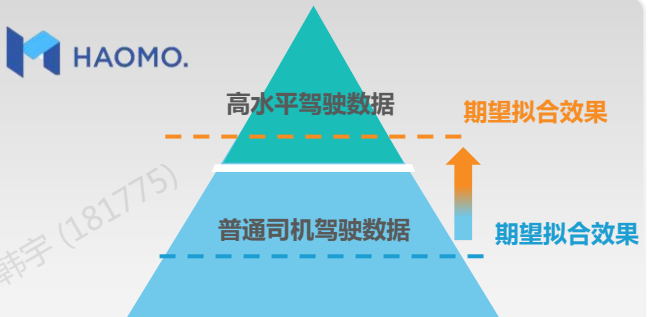 HAOMO.
高水平驾驶数据
期望拟合效果
普通司机驾驶数据
期望拟合效果
韩宇 (181775)